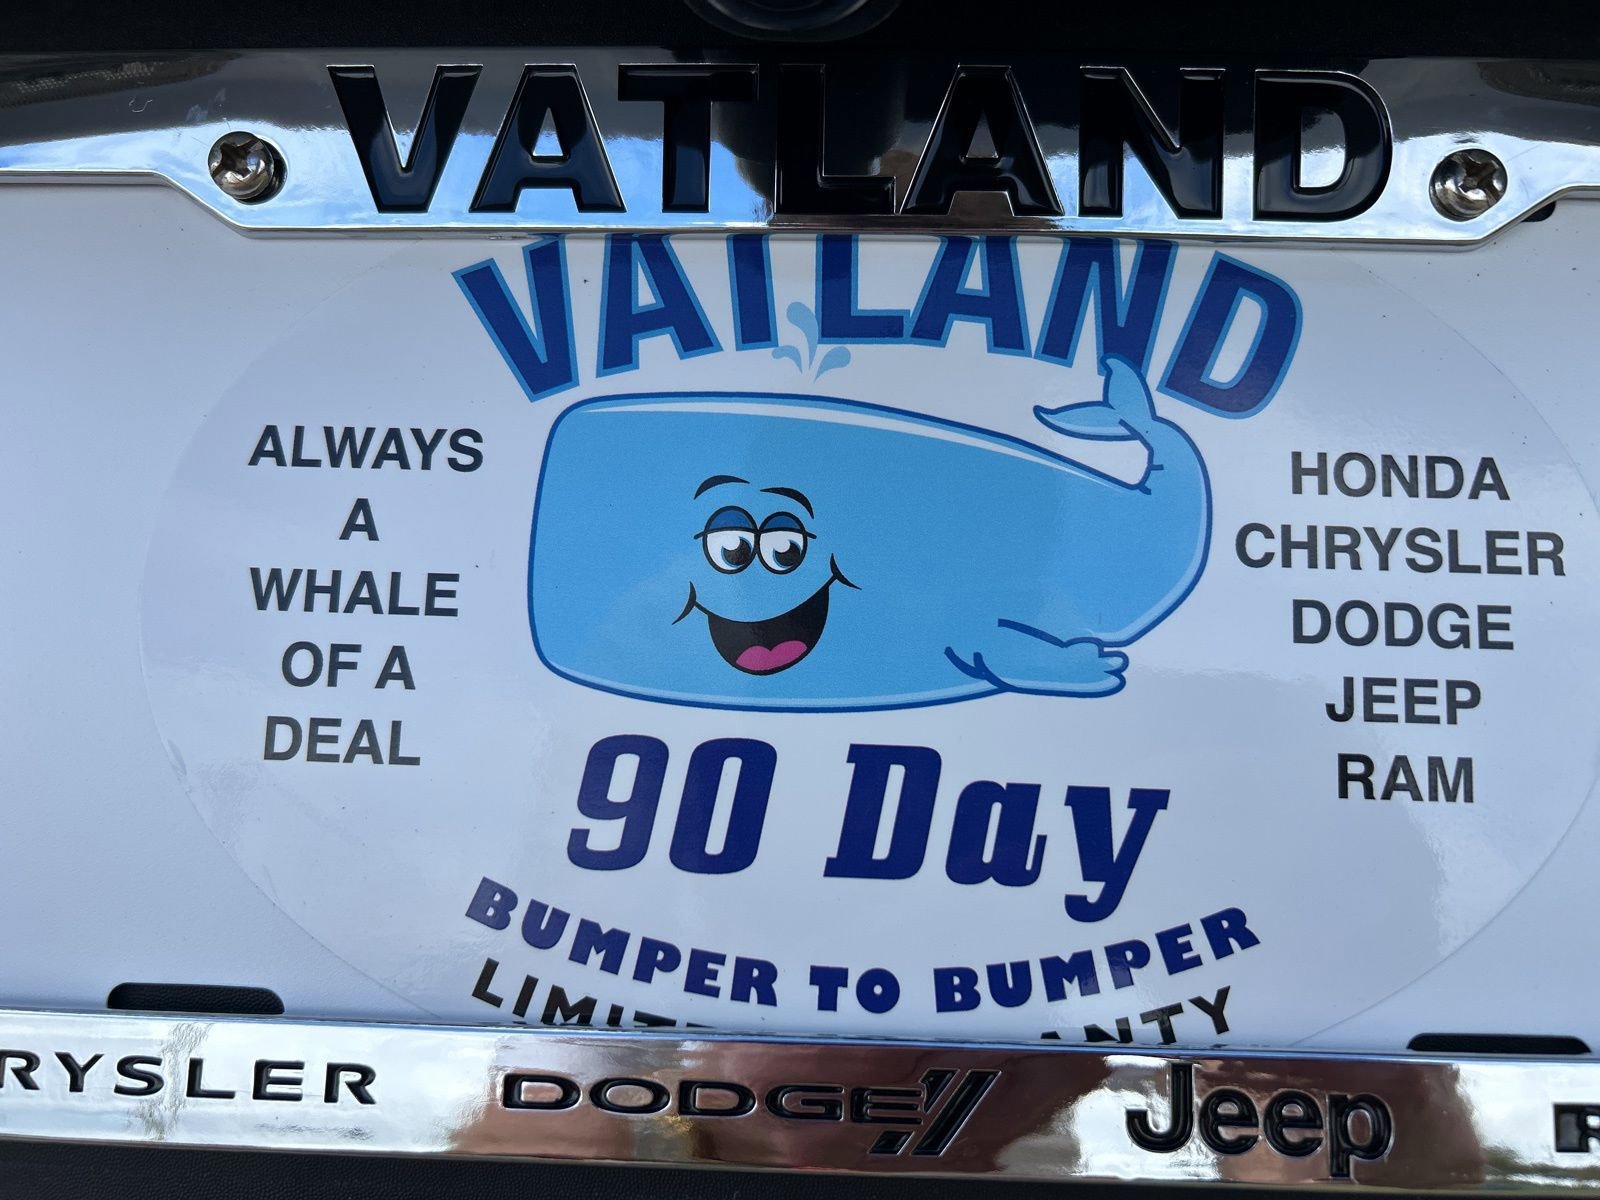 VATLAND
VATLAND
ALWAYS
A
WHALE
OF A
DEAL
HONDA
CHRYSLER
DODGE
JEEP
RAM
90 Day
BUMPER TO BUMPER
RYSLER DODGE Jeep R